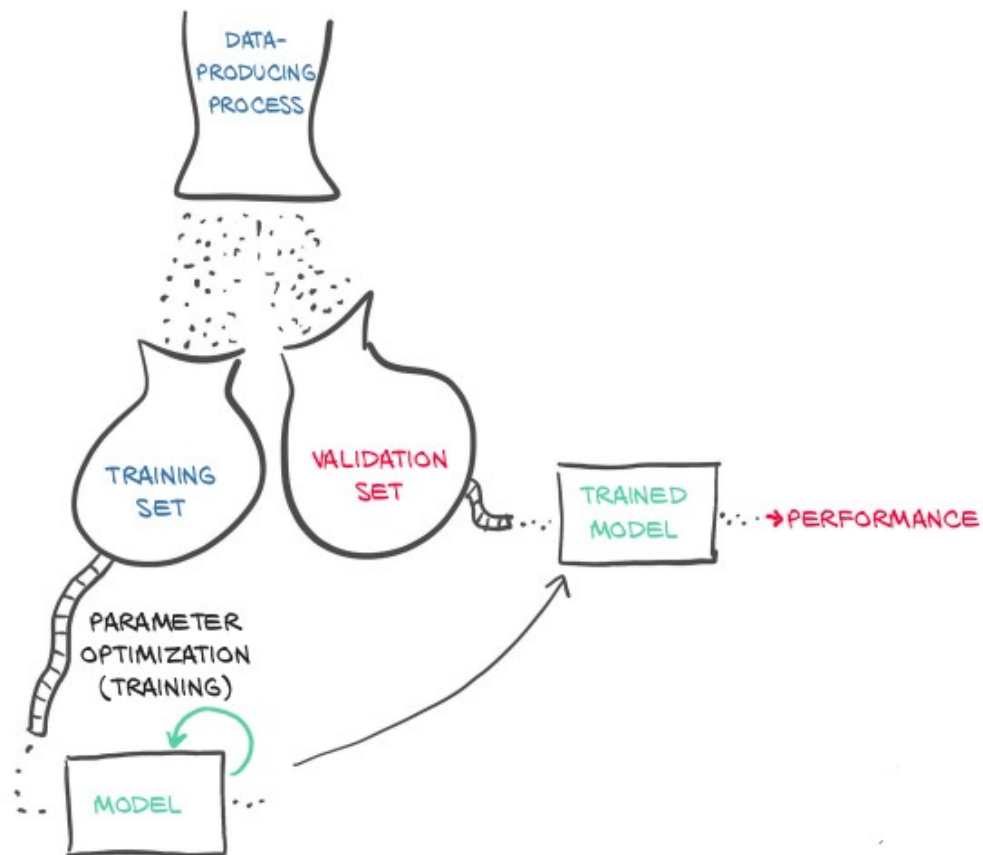 DATA-
PRODUCING
PROCESS
TRAINING
SET
VALIDATION
SET
TRAINED
MODEL
PERFORMANCE
PARAMETER
OPTIMIZATION
(TRAINING)
MODEL